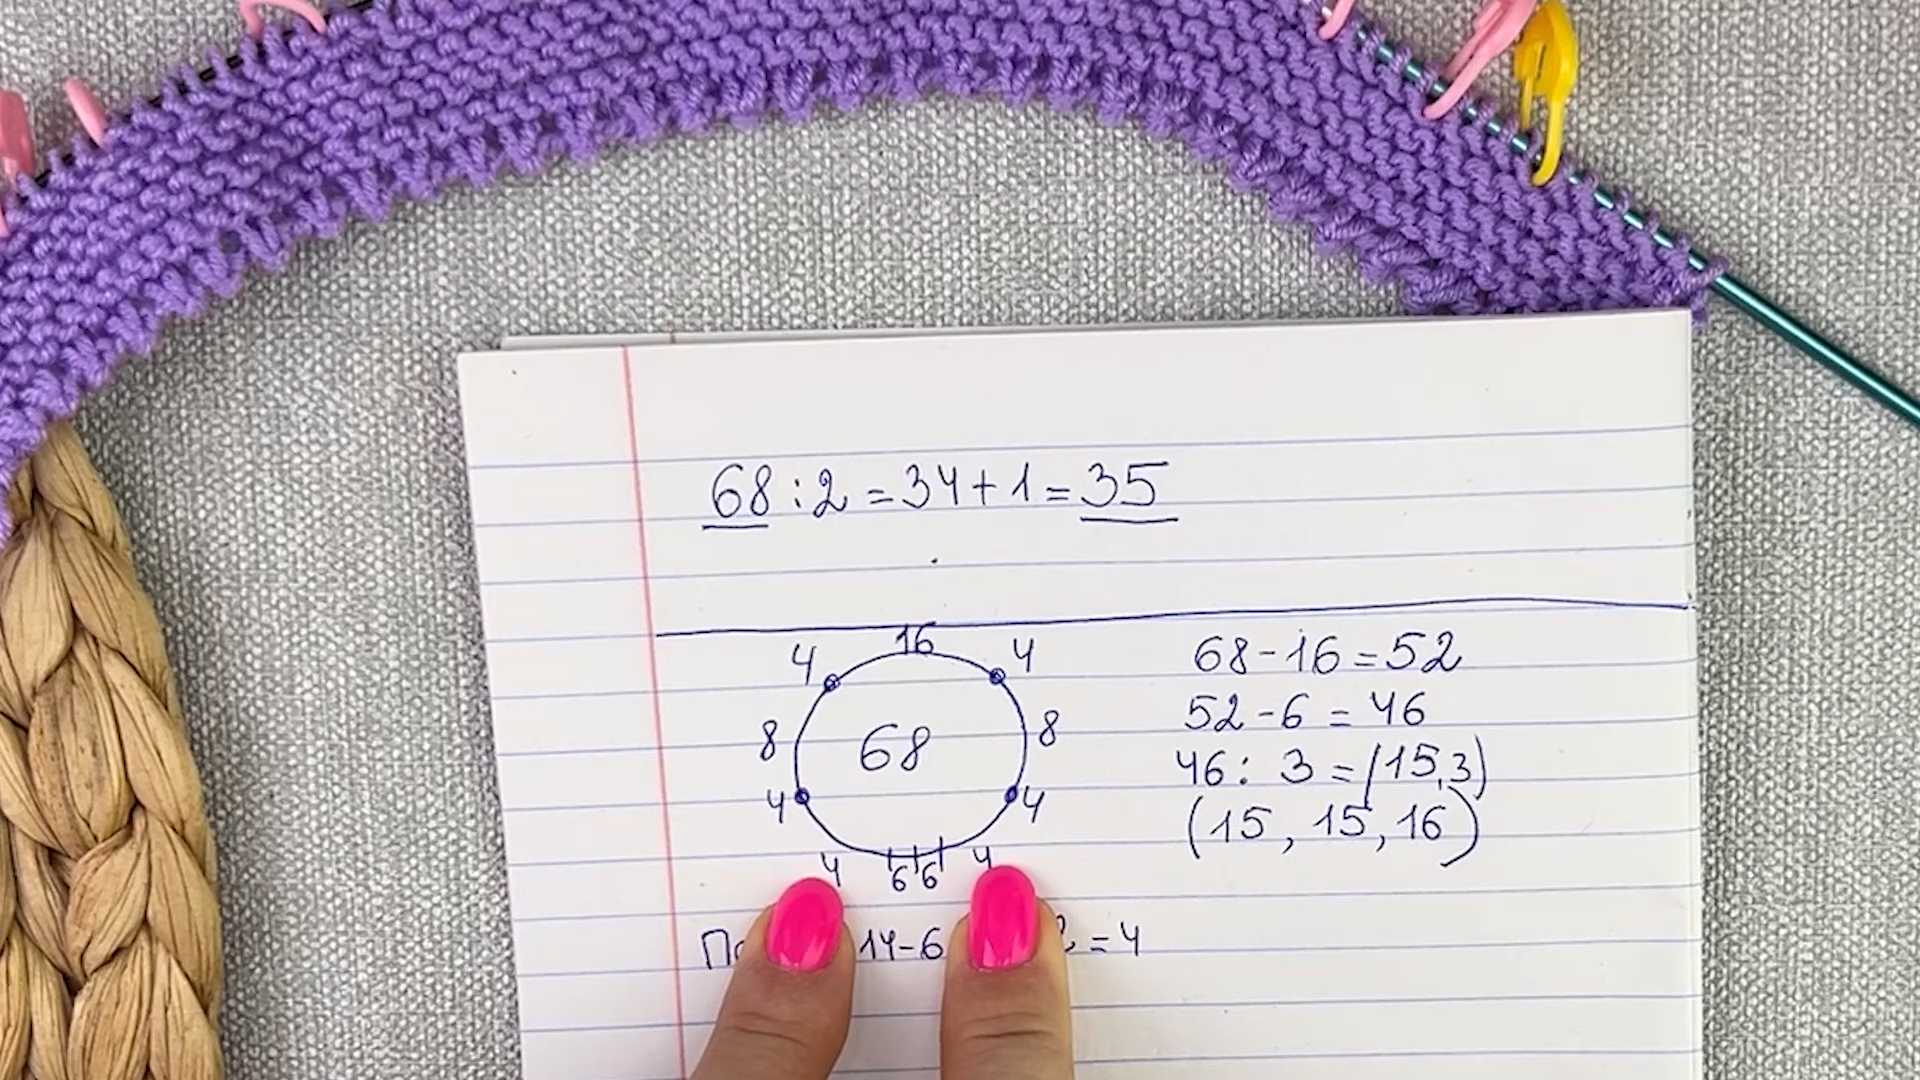 68 : 2 = 34 + 1 = 35
4 16 4
8 68 8
4 4
4 6 6 4
68 - 16 = 52
52 - 6 = 46
46 : 3 = (15,3)
(15, 15, 16)
14 - 6 = 4